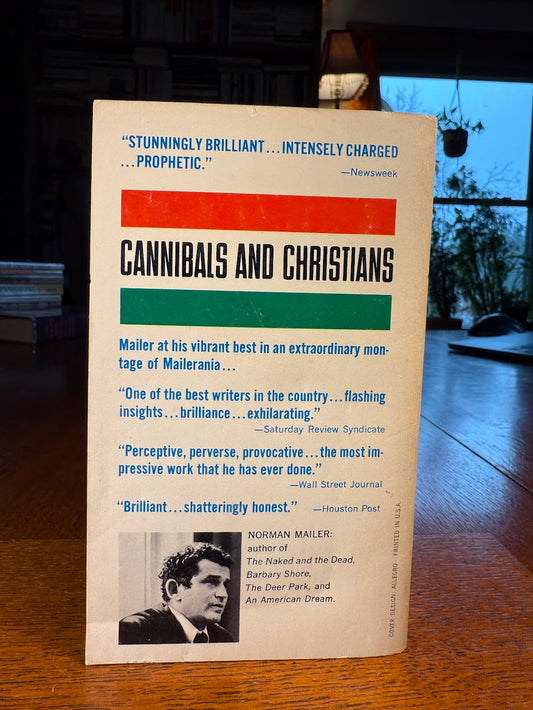 “STUNNINGLY BRILLIANT...INTENSELY CHARGED
...PROPHETIC.”
—Newsweek
CANNIBALS AND CHRISTIANS
Mailer at his vibrant best in an extraordinary mon-
tage of Mailerania...
“One of the best writers in the country...flashing
insights...brilliance...exhilarating.”
—Saturday Review Syndicate
“Perceptive, perverse, provocative...the most im-
pressive work that he has ever done.”
—Wall Street Journal
“Brilliant...shatteringly honest.” —Houston Post
NORMAN MAILER:
author of
The Naked and the Dead,
Barbary Shore,
The Deer Park, and
An American Dream.
COVER DESIGN: ALLEGRO PRINTED IN U.S.A.